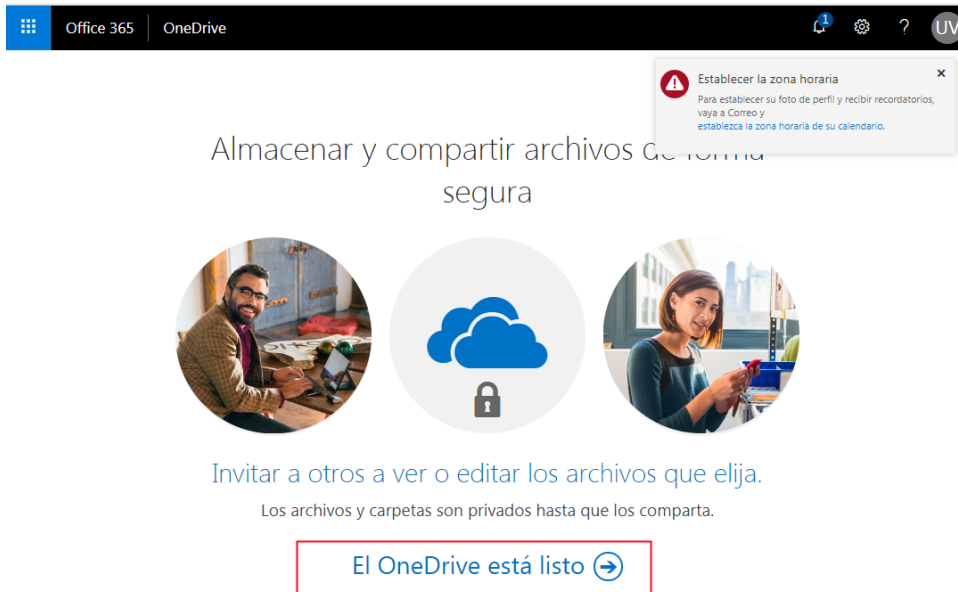 Office 365
OneDrive
1
?
UV
Establecer la zona horaria
×
Para establecer su foto de perfil y recibir recordatorios,
vaya a Correo y
establezca la zona horaria de su calendario.
Almacenar y compartir archivos de forma
segura
Invitar a otros a ver o editar los archivos que elija.
Los archivos y carpetas son privados hasta que los comparta.
El OneDrive está listo